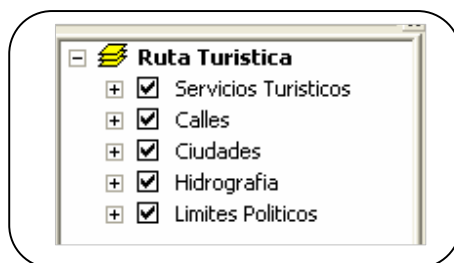 Ruta Turistica
Servicios Turisticos
Calles
Ciudades
Hidrografia
Limites Politicos